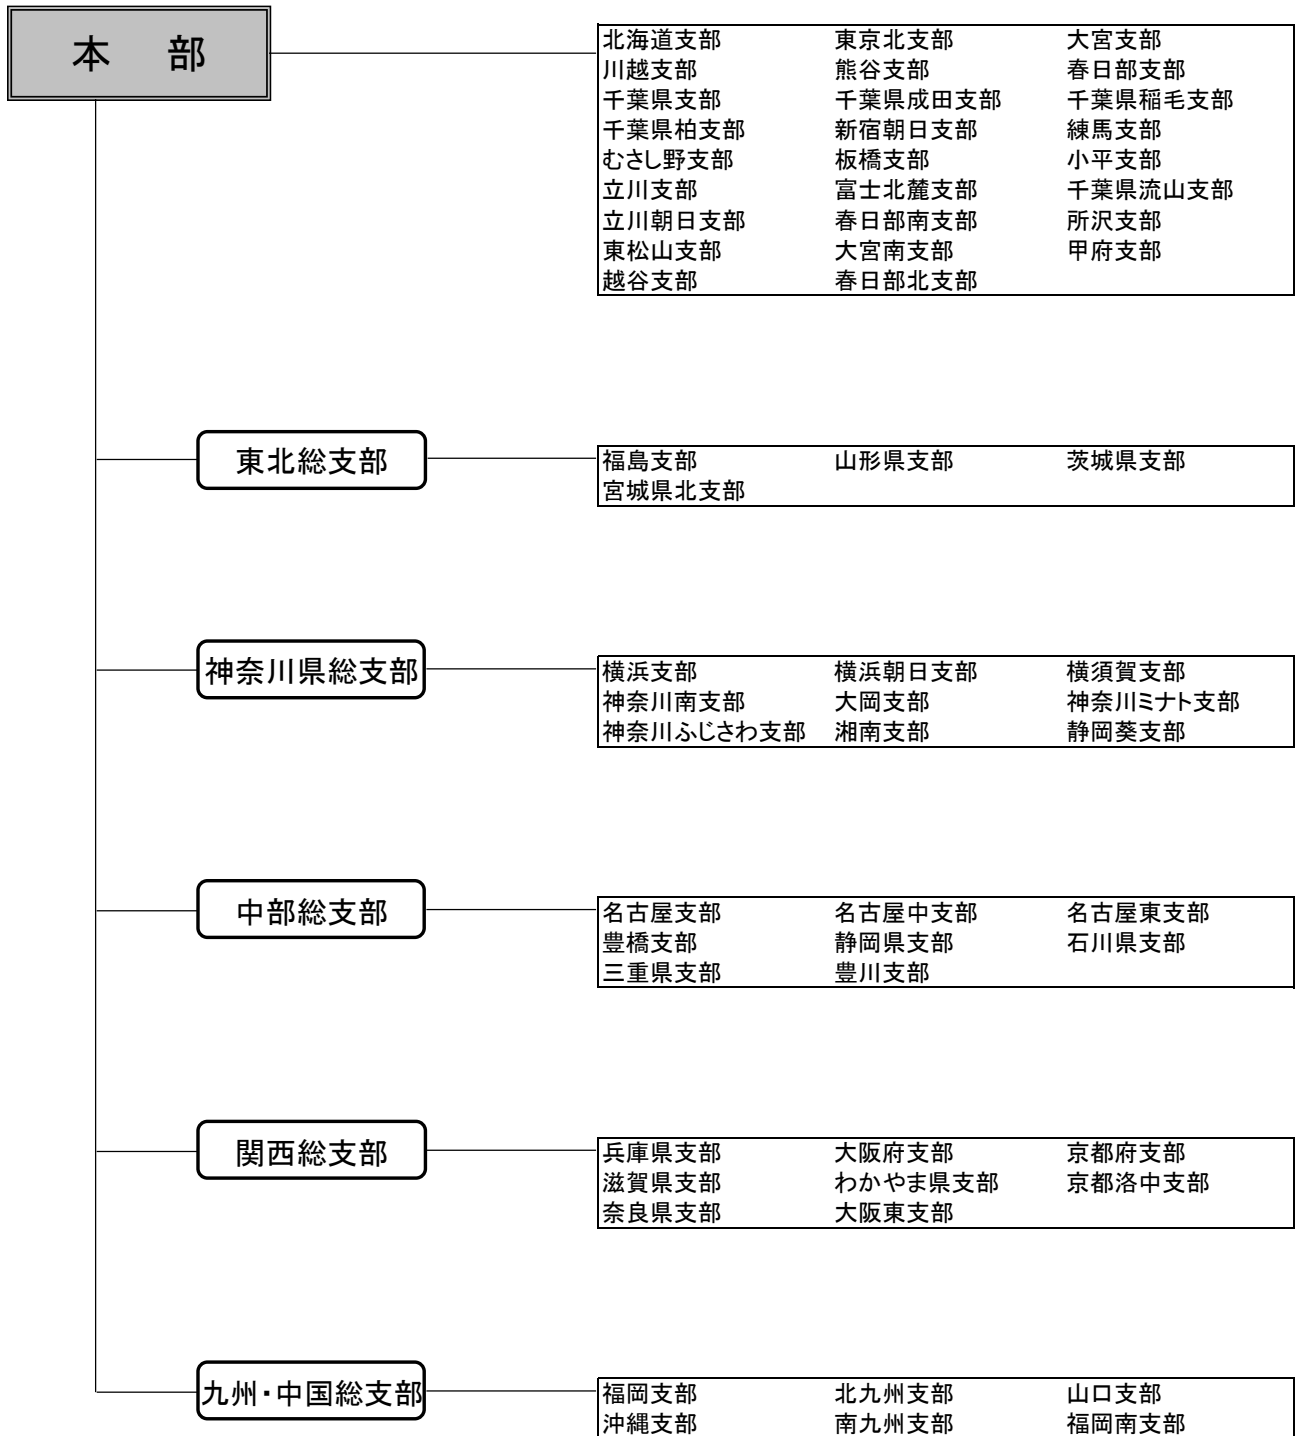 本 部
北海道支部 東京北支部 大宮支部
川越支部 熊谷支部 春日部支部
千葉県支部 千葉県成田支部 千葉県稲毛支部
千葉県柏支部 新宿朝日支部 練馬支部
むさし野支部 板橋支部 小平支部
立川支部 富士北麓支部 千葉県流山支部
立川朝日支部 春日部南支部 所沢支部
東松山支部 大宮南支部 甲府支部
越谷支部 春日部北支部
東北総支部
福島支部 山形県支部 茨城県支部
宮城県北支部
神奈川県総支部
横浜支部 横浜朝日支部 横須賀支部
神奈川南支部 大岡支部 神奈川ミナト支部
神奈川ふじさわ支部 湘南支部 静岡葵支部
中部総支部
名古屋支部 名古屋中支部 名古屋東支部
豊橋支部 静岡県支部 石川県支部
三重県支部 豊川支部
関西総支部
兵庫県支部 大阪府支部 京都府支部
滋賀県支部 わかやま県支部 京都洛中支部
奈良県支部 大阪東支部
九州・中国総支部
福岡支部 北九州支部 山口支部
沖縄支部 南九州支部 福岡南支部